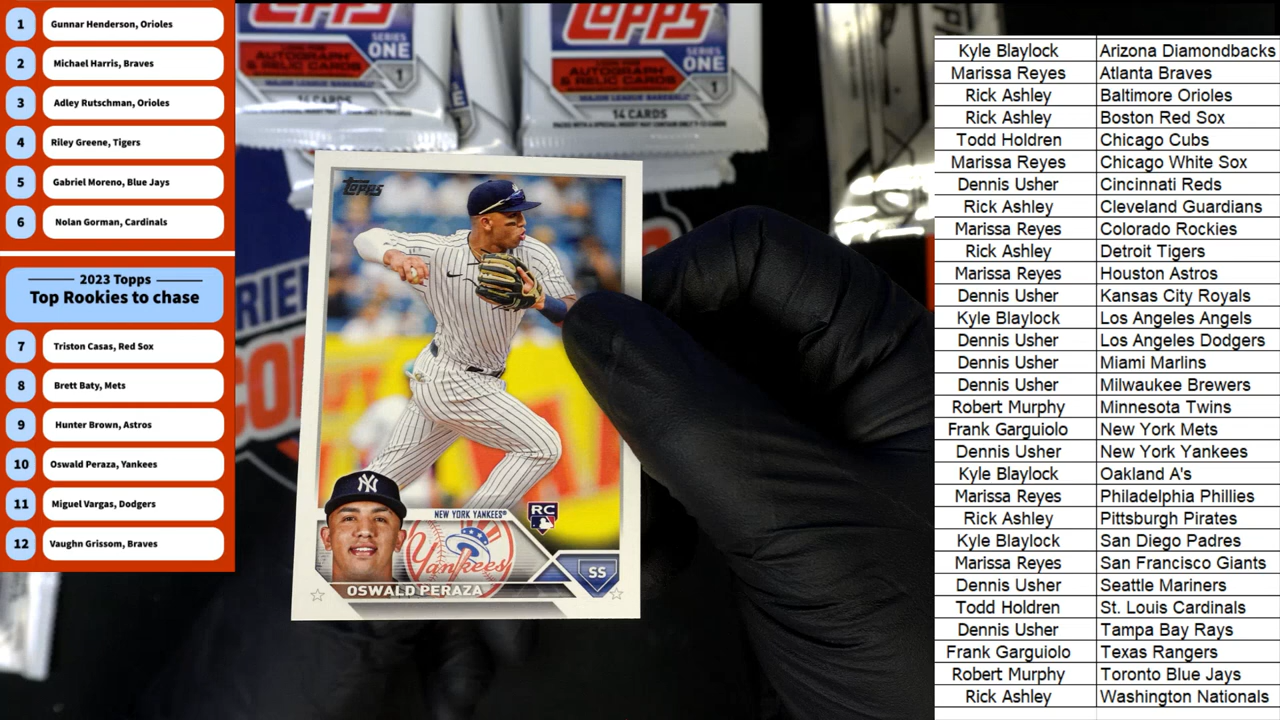 1 Gunnar Henderson, Orioles
2 Michael Harris, Braves
3 Adley Rutschman, Orioles
4 Riley Greene, Tigers
5 Gabriel Moreno, Blue Jays
6 Nolan Gorman, Cardinals
2023 Topps
Top Rookies to chase
7 Triston Casas, Red Sox
8 Brett Baty, Mets
9 Hunter Brown, Astros
10 Oswald Peraza, Yankees
11 Miguel Vargas, Dodgers
12 Vaughn Grissom, Braves
TOPPS
SERIES
ONE
1
AUTOGRAPH
& RELIC CARDS
14 CARDS
TOPPS
SERIES
ONE
1
AUTOGRAPH
& RELIC CARDS
MAJOR LEAGUE BASEBALL
14 CARDS
Topps
NY
NEW YORK YANKEES®
RC
Yankees
SS
OSWALD PERAZA
Kyle Blaylock Arizona Diamondbacks
Marissa Reyes Atlanta Braves
Rick Ashley Baltimore Orioles
Rick Ashley Boston Red Sox
Todd Holdren Chicago Cubs
Marissa Reyes Chicago White Sox
Dennis Usher Cincinnati Reds
Rick Ashley Cleveland Guardians
Marissa Reyes Colorado Rockies
Rick Ashley Detroit Tigers
Marissa Reyes Houston Astros
Dennis Usher Kansas City Royals
Kyle Blaylock Los Angeles Angels
Dennis Usher Los Angeles Dodgers
Dennis Usher Miami Marlins
Dennis Usher Milwaukee Brewers
Robert Murphy Minnesota Twins
Frank Garguiolo New York Mets
Dennis Usher New York Yankees
Kyle Blaylock Oakland A's
Marissa Reyes Philadelphia Phillies
Rick Ashley Pittsburgh Pirates
Kyle Blaylock San Diego Padres
Marissa Reyes San Francisco Giants
Dennis Usher Seattle Mariners
Todd Holdren St. Louis Cardinals
Dennis Usher Tampa Bay Rays
Frank Garguiolo Texas Rangers
Robert Murphy Toronto Blue Jays
Rick Ashley Washington Nationals